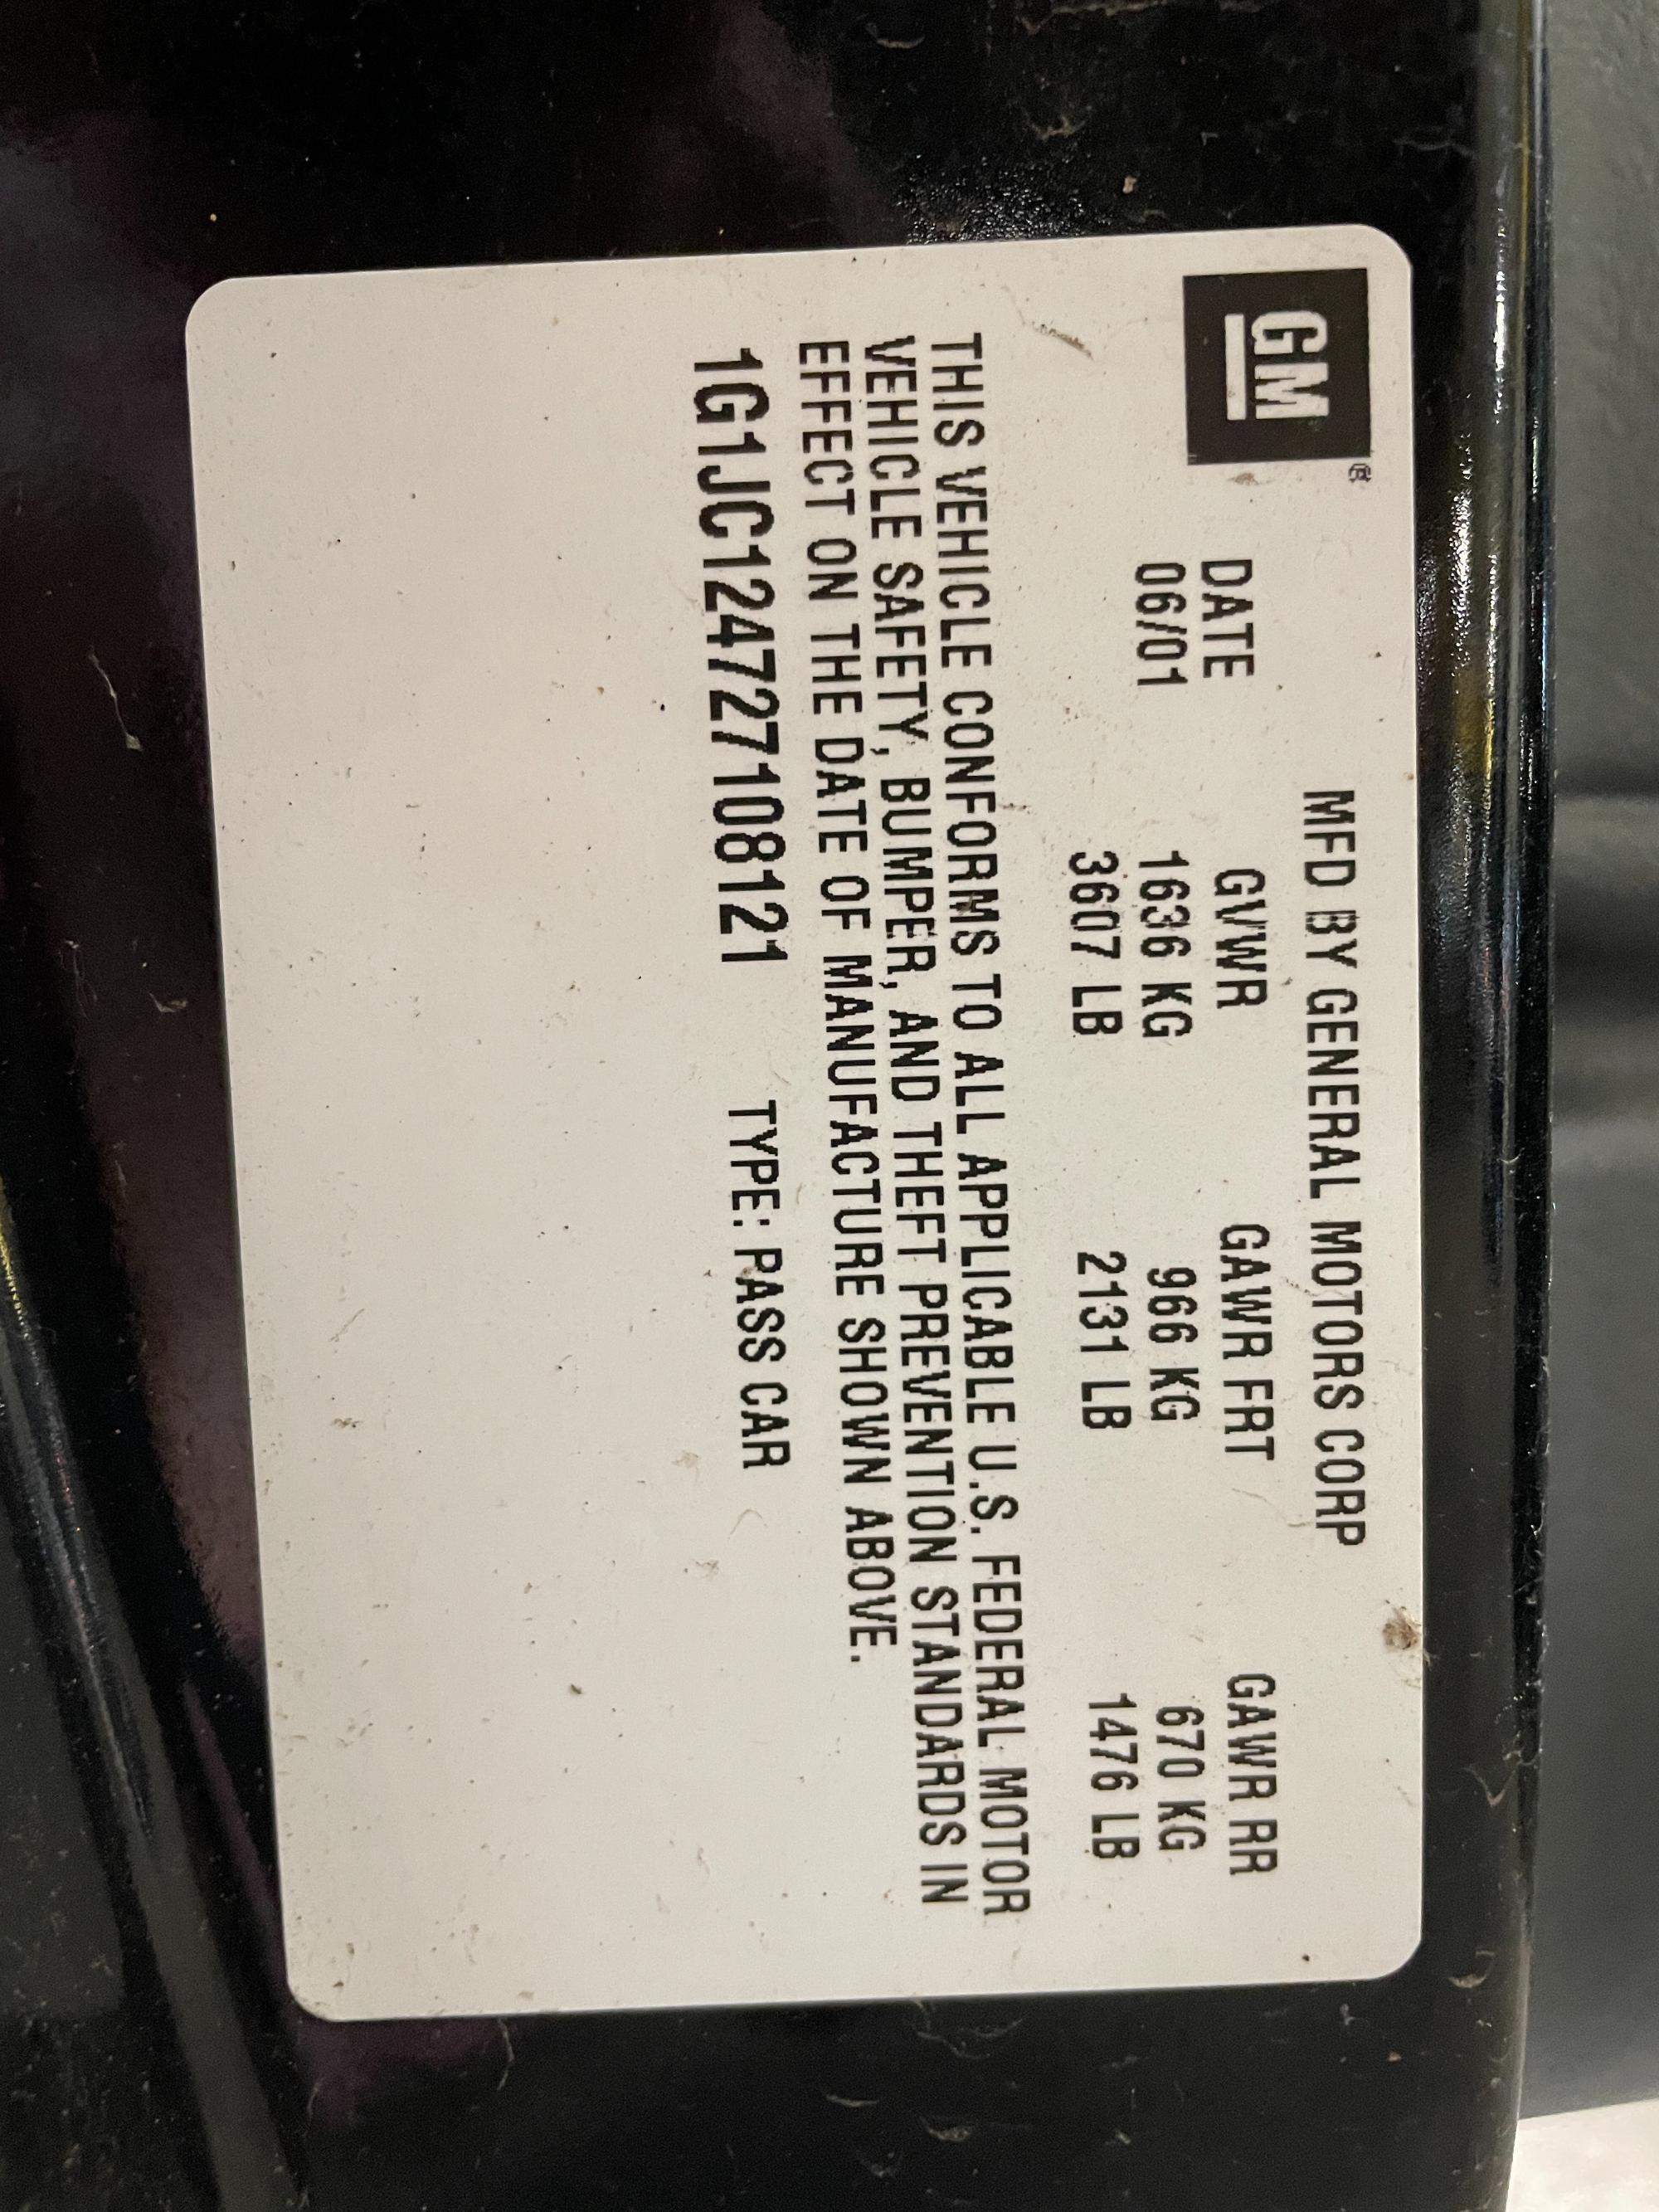 GM®
MFD BY GENERAL MOTORS CORP
DATE GVWR GAWR FRT GAWR RR
06/01 1636 KG 966 KG 670 KG
3607 LB 2131 LB 1476 LB
THIS VEHICLE CONFORMS TO ALL APPLICABLE U.S. FEDERAL MOTOR
VEHICLE SAFETY, BUMPER, AND THEFT PREVENTION STANDARDS IN
EFFECT ON THE DATE OF MANUFACTURE SHOWN ABOVE.
1G1JC124727108121 TYPE: PASS CAR